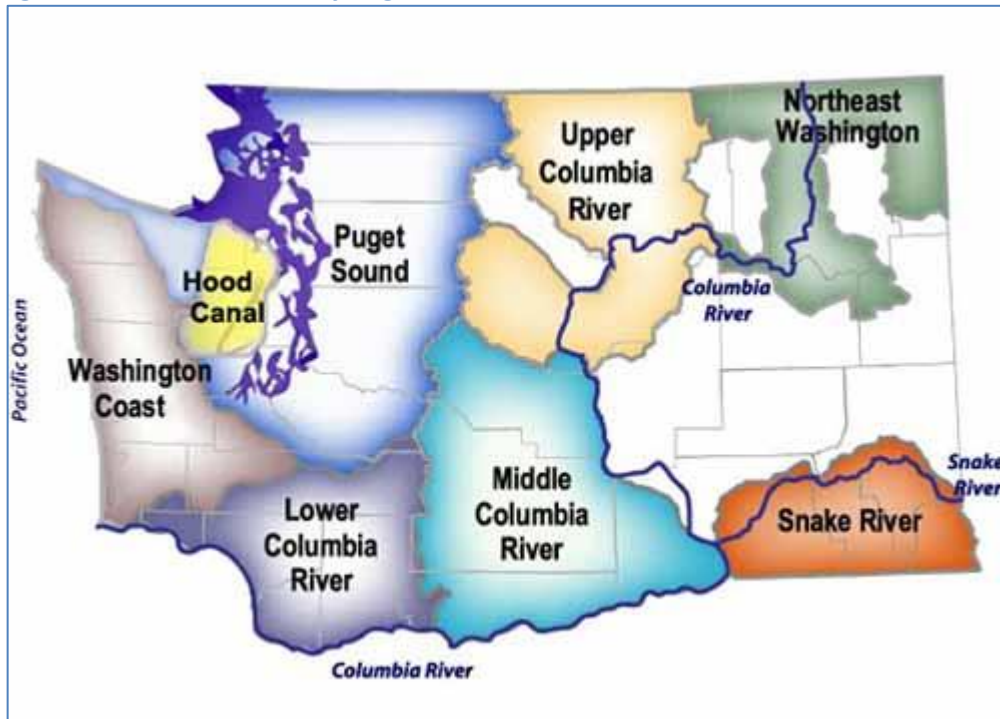 Northeast
Washington
Upper
Columbia
River
Puget
Sound
Hood
Canal
Columbia
River
Pacific Ocean
Washington
Coast
Middle
Columbia
River
Snake
River
Lower
Columbia
River
Snake River
Columbia River